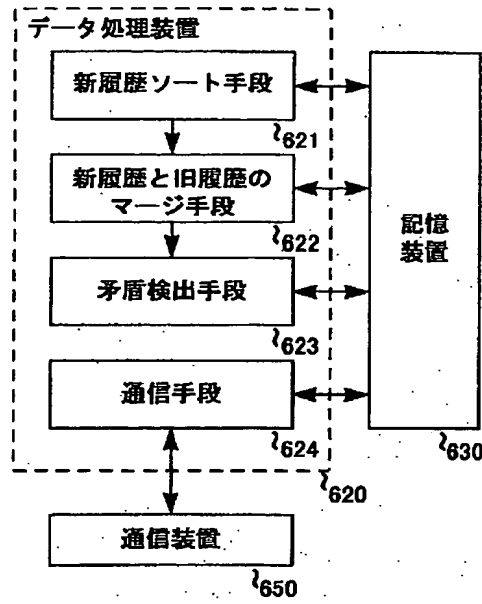 データ処理装置
新履歴ソート手段
621
新履歴と旧履歴の
マージ手段
622
矛盾検出手段
623
通信手段
624
620
記憶
装置
630
通信装置
650